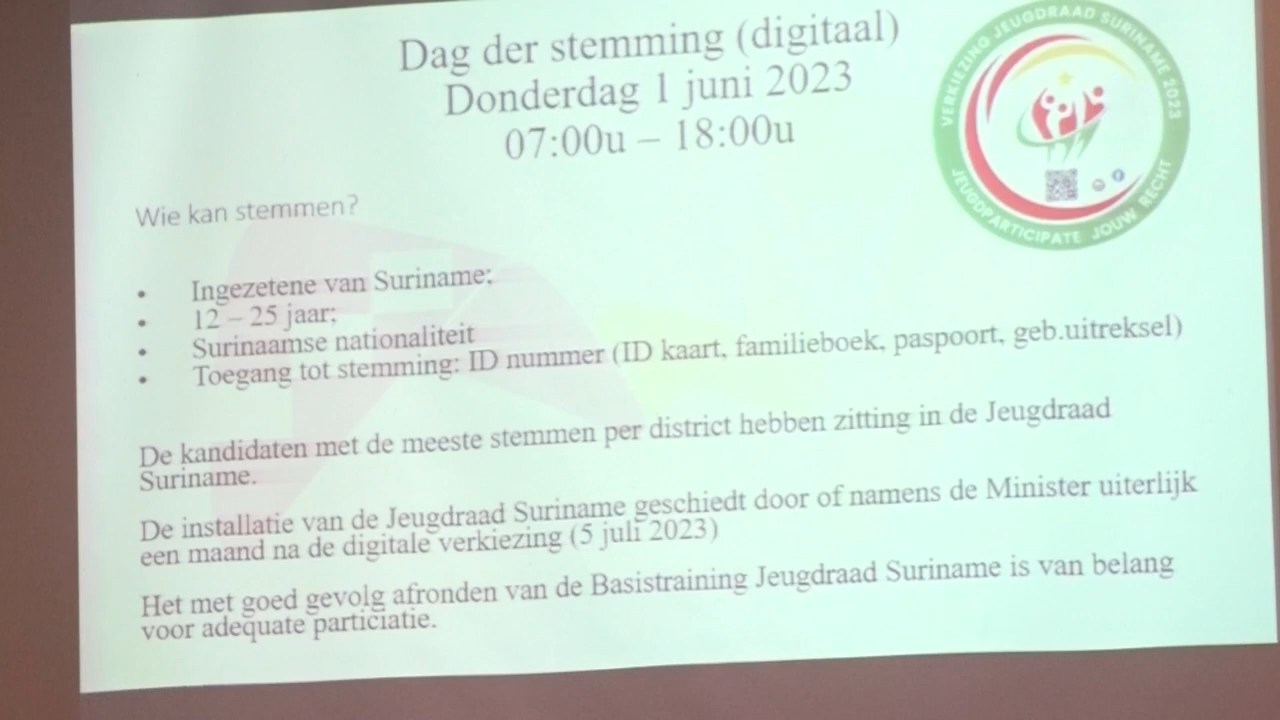 Dag der stemming (digitaal)
Donderdag 1 juni 2023
07:00u – 18:00u
VERKIEZING JEUGDRAAD SURINAME 2023
JEUGDPARTICIPATE JOUW RECHT
Wie kan stemmen?
• Ingezetene van Suriname;
• 12 – 25 jaar;
• Surinaamse nationaliteit
• Toegang tot stemming: ID nummer (ID kaart, familieboek, paspoort, geb.uitreksel)
De kandidaten met de meeste stemmen per district hebben zitting in de Jeugdraad
Suriname.
De installatie van de Jeugdraad Suriname geschiedt door of namens de Minister uiterlijk
een maand na de digitale verkiezing (5 juli 2023)
Het met goed gevolg afronden van de Basistraining Jeugdraad Suriname is van belang
voor adequate particiatie.